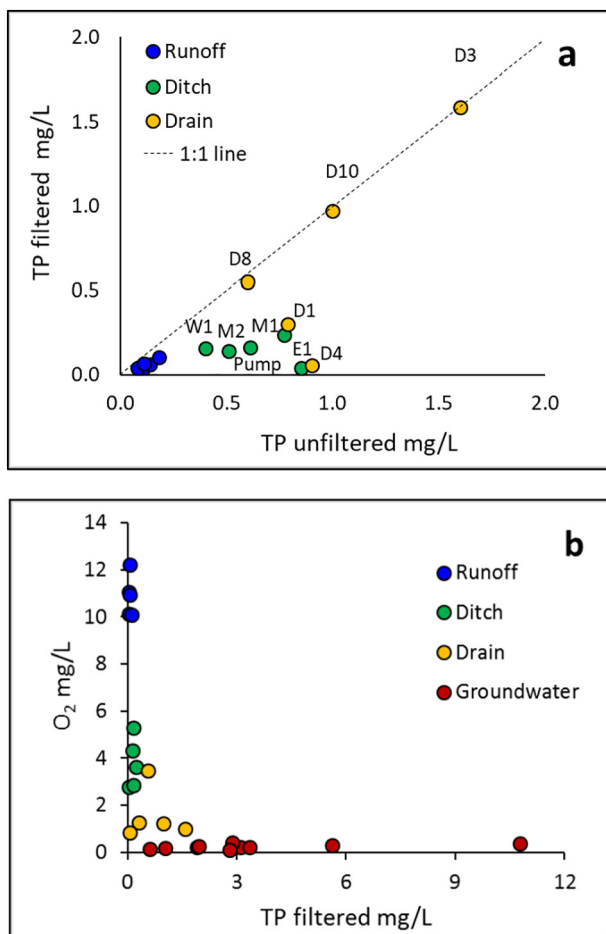 2.0
1.5
1.0
0.5
0.0
TP filtered mg/L
Runoff
Ditch
Drain
1:1 line
a
D3
D10
D8
D1
W1
M2
M1
E1
D4
Pump
0.0
0.5
1.0
1.5
2.0
TP unfiltered mg/L
14
12
10
8
6
4
2
0
O₂ mg/L
b
Runoff
Ditch
Drain
Groundwater
0
3
6
9
12
TP filtered mg/L